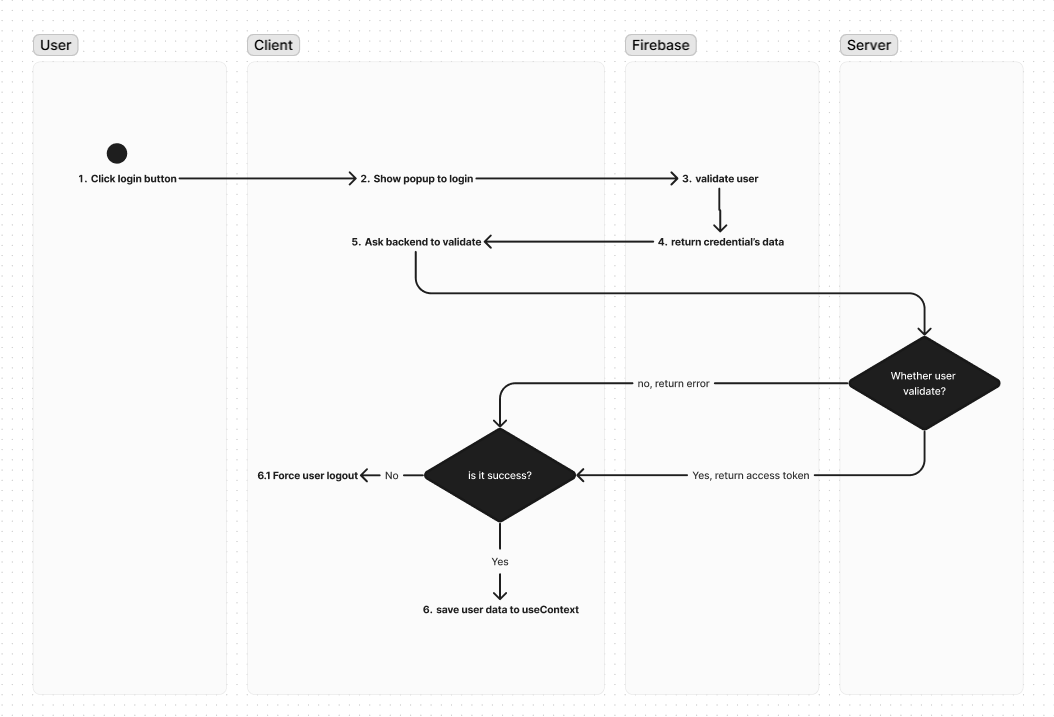 User
Client
Firebase
Server
1. Click login button
2. Show popup to login
3. validate user
5. Ask backend to validate
4. return credential's data
Whether user
validate?
no, return error
6.1 Force user logout
No
is it success?
Yes, return access token
Yes
6. save user data to useContext